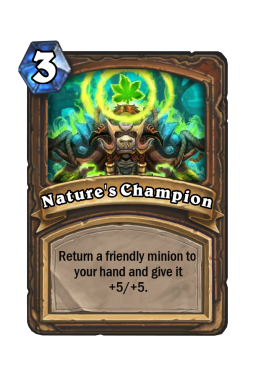 3
Nature's Champion
Return a friendly minion to
your hand and give it
+5/+5.